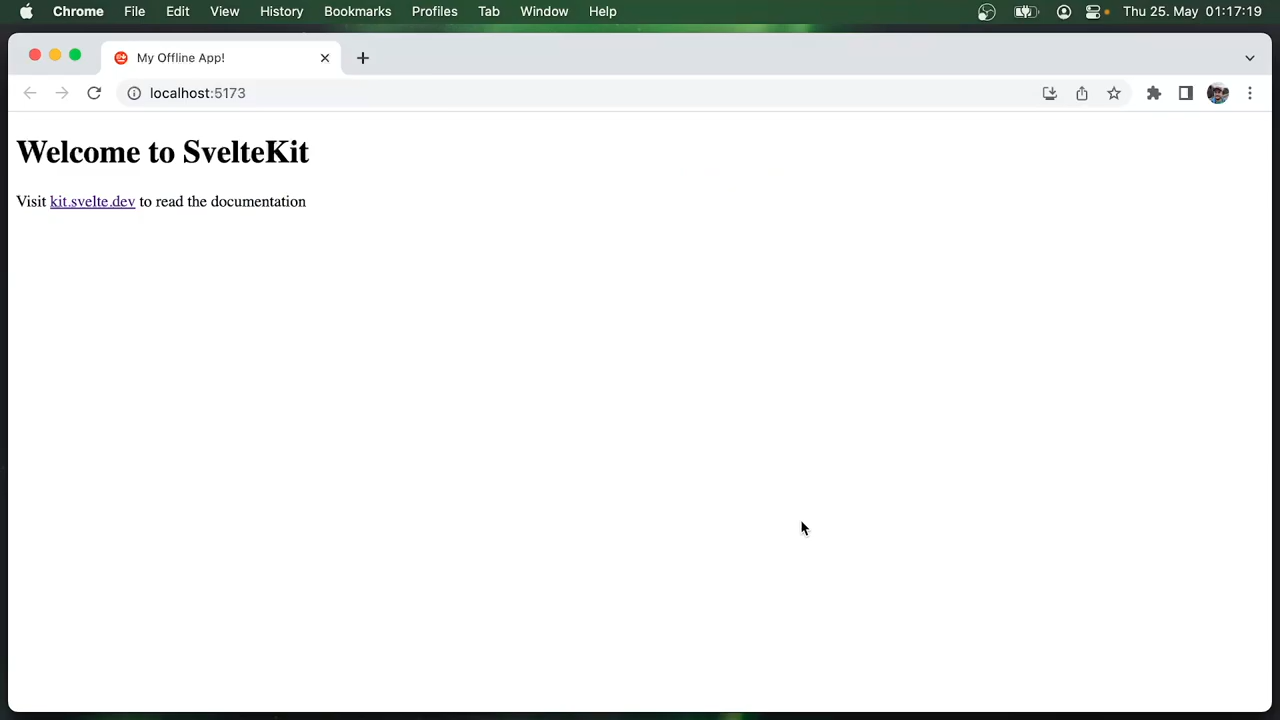 Chrome File Edit View History Bookmarks Profiles Tab Window Help Thu 25. May 01:17:19
My Offline App!
localhost:5173
Welcome to SvelteKit
Visit kit.svelte.dev to read the documentation